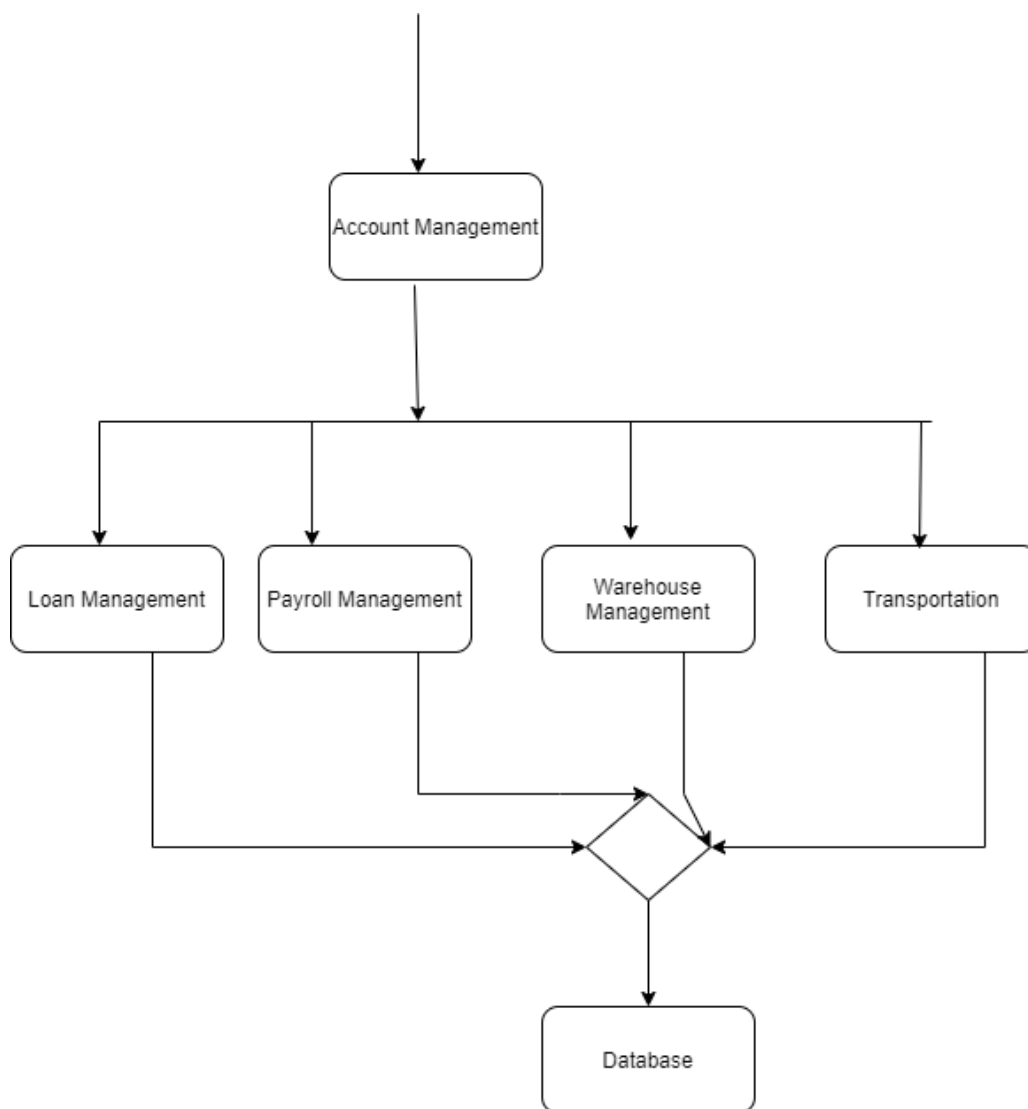 Account Management
Loan Management
Payroll Management
Warehouse
Management
Transportation
Database